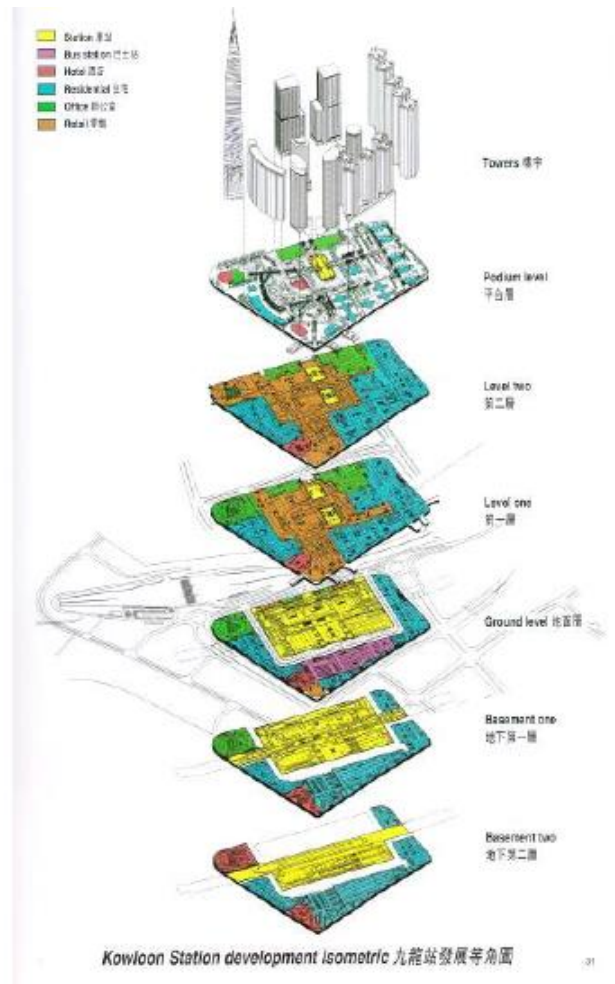 Station 車站
Bus station 巴士站
Hotel 酒店
Residential 住宅
Office 辦公室
Retail 零售
Towers 樓宇
Podium level
平台層
Level two
第二層
Level one
第一層
Ground level 地面層
Basement one
地下第一層
Basement two
地下第二層
Kowloon Station development isometric 九龍站發展等角圖
31